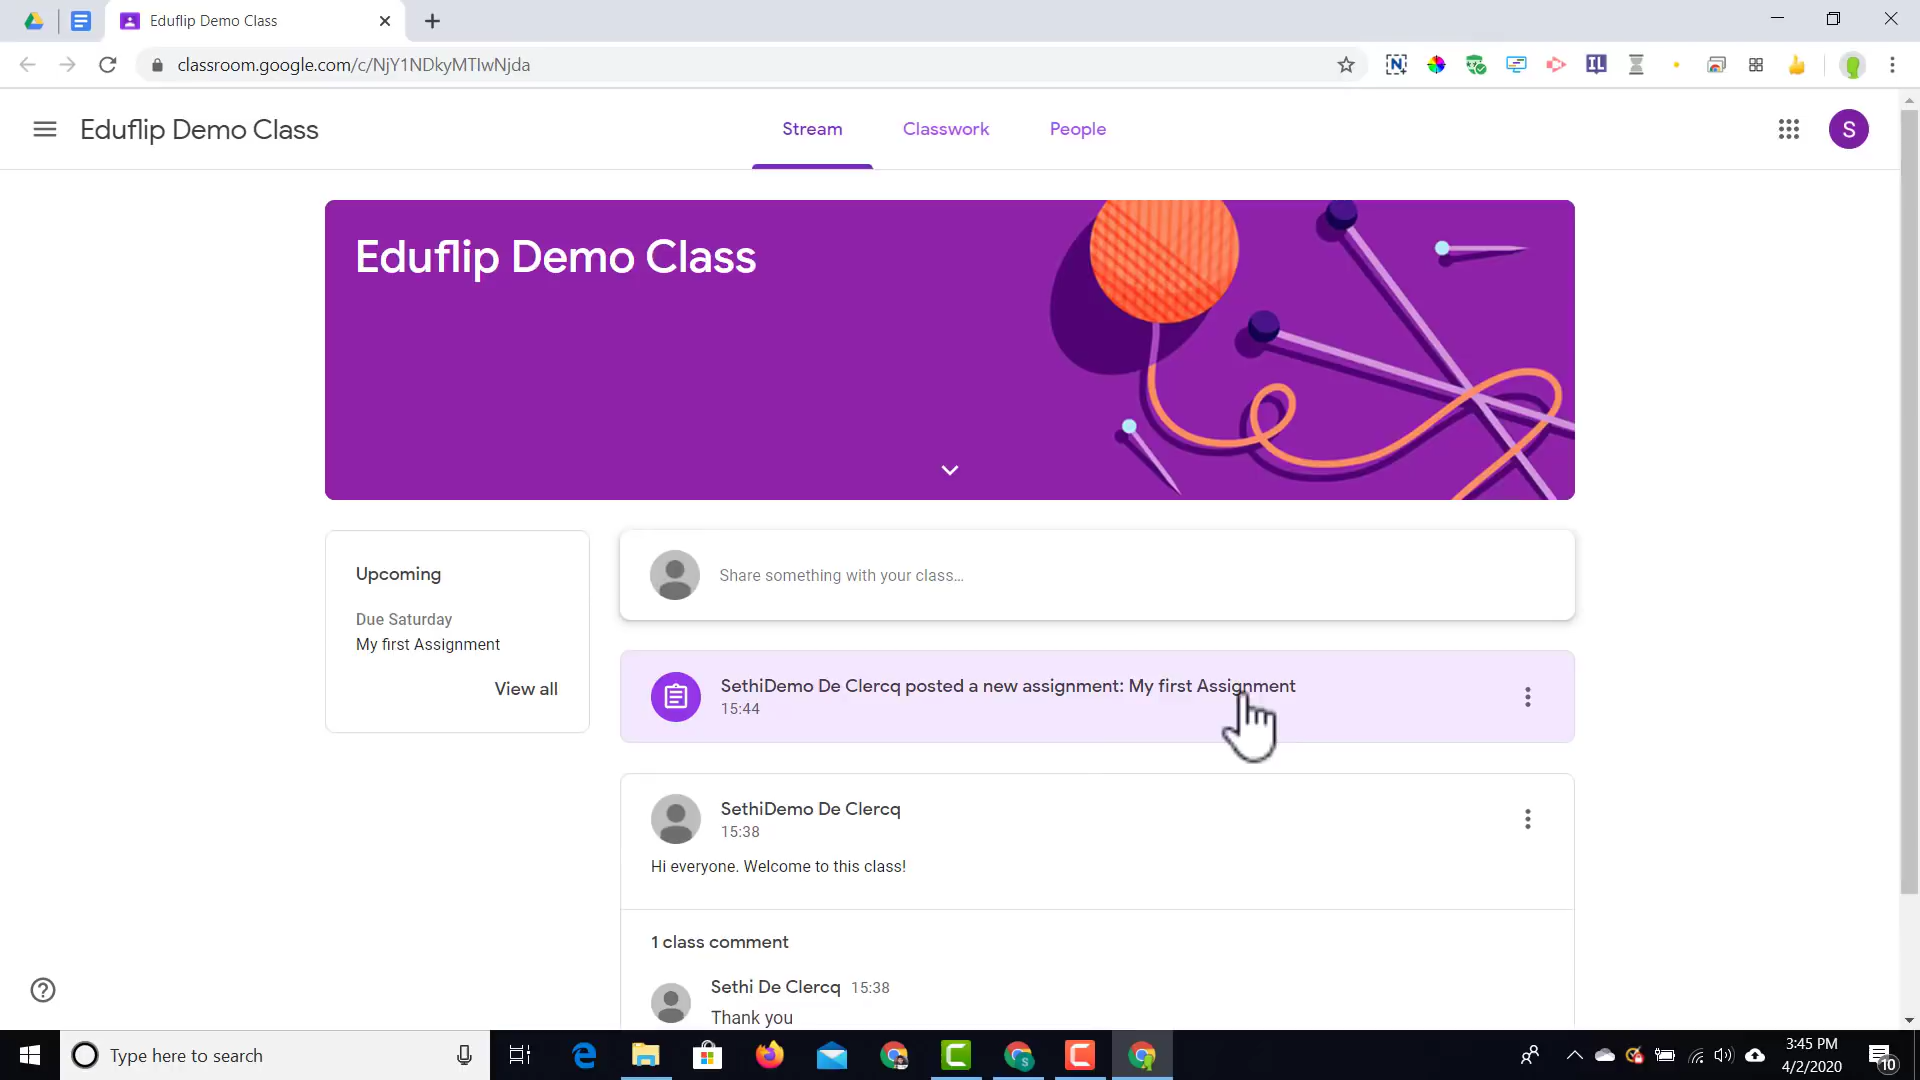 Eduflip Demo Class
classroom.google.com/c/NjY1NDkyMTIwNjda
Eduflip Demo Class
Stream
Classwork
People
S
Eduflip Demo Class
Upcoming
Due Saturday
My first Assignment
View all
Share something with your class...
SethiDemo De Clercq posted a new assignment: My first Assignment
15:44
SethiDemo De Clercq
15:38
Hi everyone. Welcome to this class!
1 class comment
Sethi De Clercq 15:38
Thank you
Type here to search
3:45 PM
4/2/2020
10